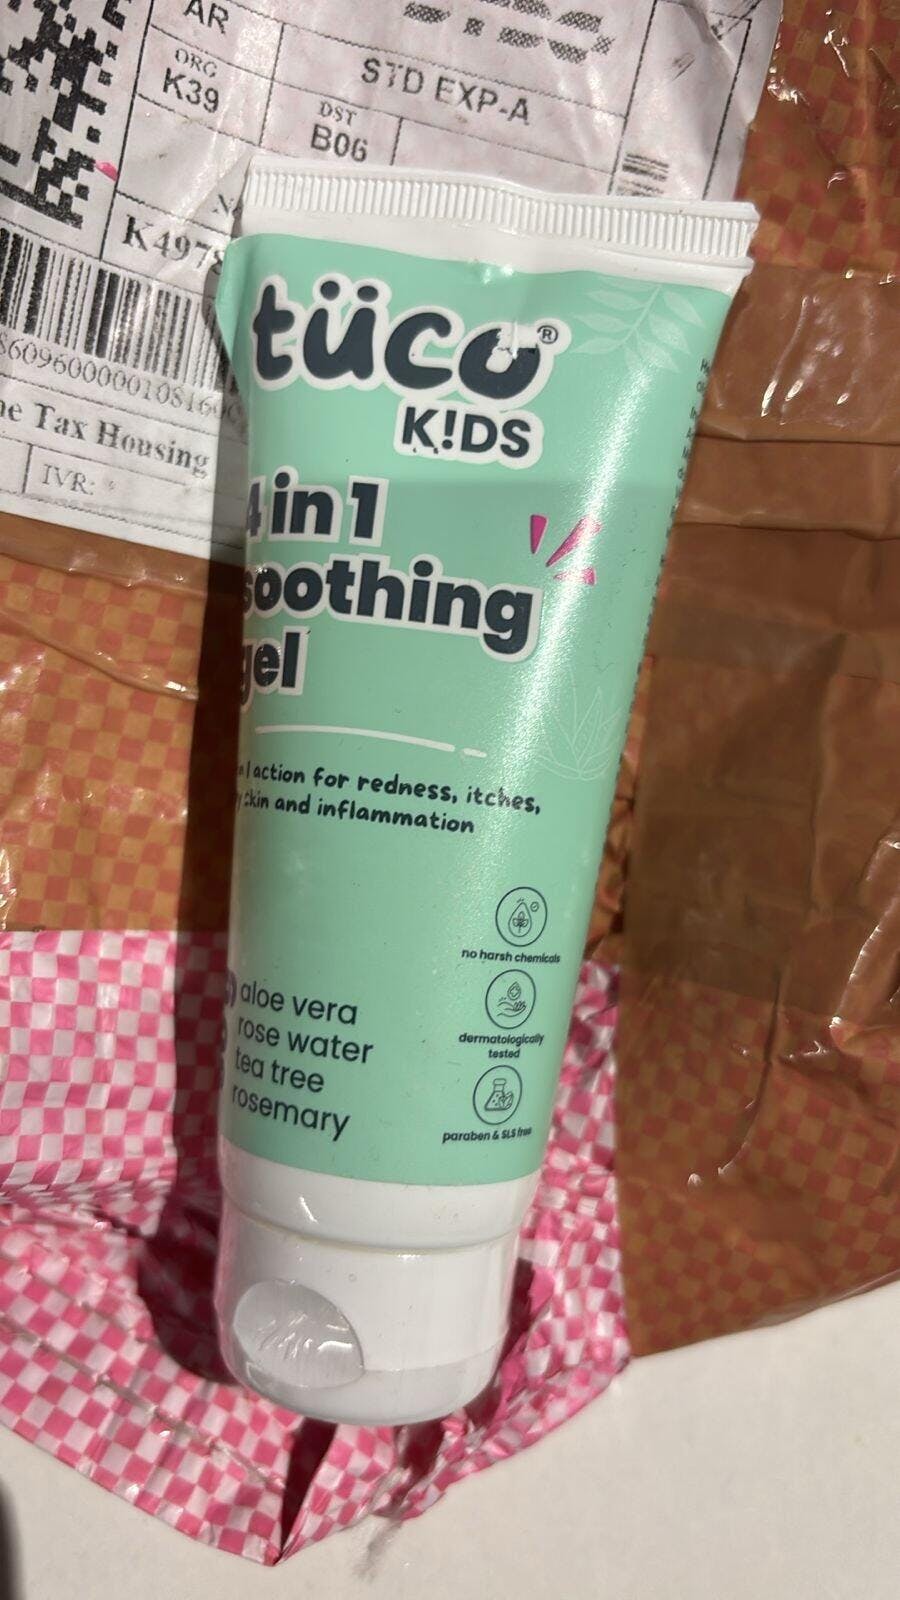 AR
ORG
K39
STD EXP-A
DST
B06
K497
60960000010816
Tax Housing
IVR:
tüco®
K!DS
4 in 1
soothing
gel
action for redness, itches,
skin and inflammation
no harsh chemicals
dermatologically
tested
paraben & SLS free
aloe vera
rose water
tea tree
rosemary